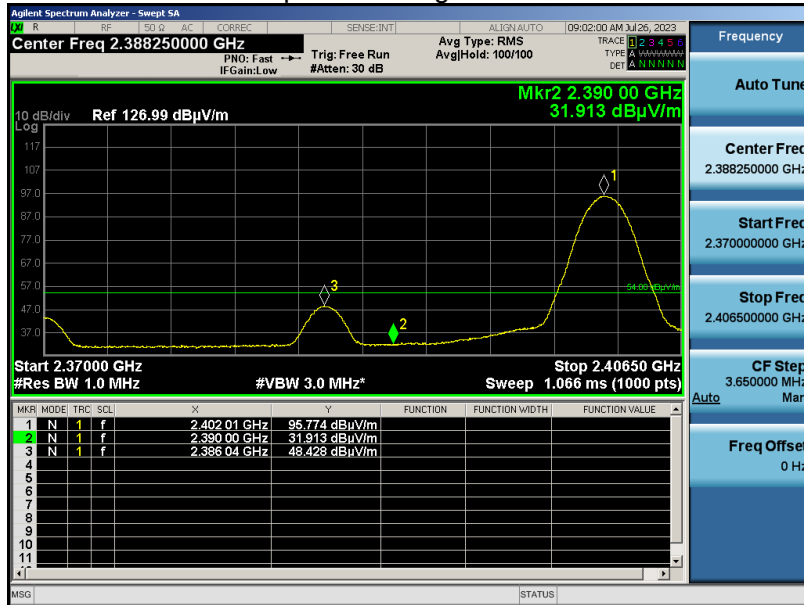 Agilent Spectrum Analyzer - Swept SA
R RF 50 Ω AC CORREC SENSE:INT ALIGN AUTO 09:02:00 AM Jul 26, 2023
Center Freq 2.388250000 GHz
PNO: Fast
IFGain:Low
Trig: Free Run
#Atten: 30 dB
Avg Type: RMS
Avg|Hold: 100/100
TRACE 1 2 3 4 5 6
TYPE A
DET A N N N N N
Mkr2 2.390 00 GHz
31.913 dBµV/m
10 dB/div Ref 126.99 dBµV/m
Log
117
107
97.0
87.0
77.0
67.0
57.0
47.0
37.0
1
3
2
54.00 dBµV/m
Start 2.37000 GHz Stop 2.40650 GHz
#Res BW 1.0 MHz #VBW 3.0 MHz* Sweep 1.066 ms (1000 pts)
MKR MODE TRC SCL X Y FUNCTION FUNCTION WIDTH FUNCTION VALUE
1 N 1 f 2.402 01 GHz 95.774 dBµV/m
2 N 1 f 2.390 00 GHz 31.913 dBµV/m
3 N 1 f 2.386 04 GHz 48.428 dBµV/m
4
5
6
7
8
9
10
11
MSG STATUS
Frequency
Auto Tune
Center Freq
2.388250000 GHz
Start Freq
2.370000000 GHz
Stop Freq
2.406500000 GHz
CF Step
3.650000 MHz
Auto Man
Freq Offset
0 Hz